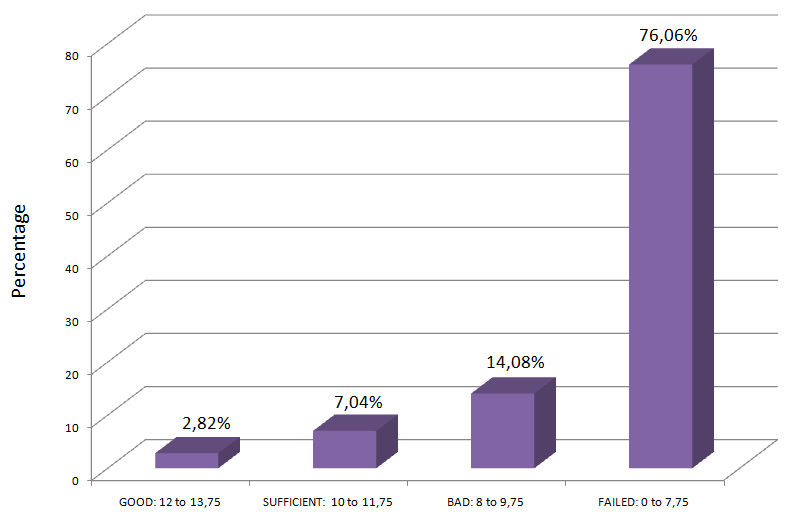 76,06%
80
70
60
50
40
30
20
10
0
Percentage
14,08%
7,04%
2,82%
GOOD: 12 to 13,75
SUFFICIENT: 10 to 11,75
BAD: 8 to 9,75
FAILED: 0 to 7,75